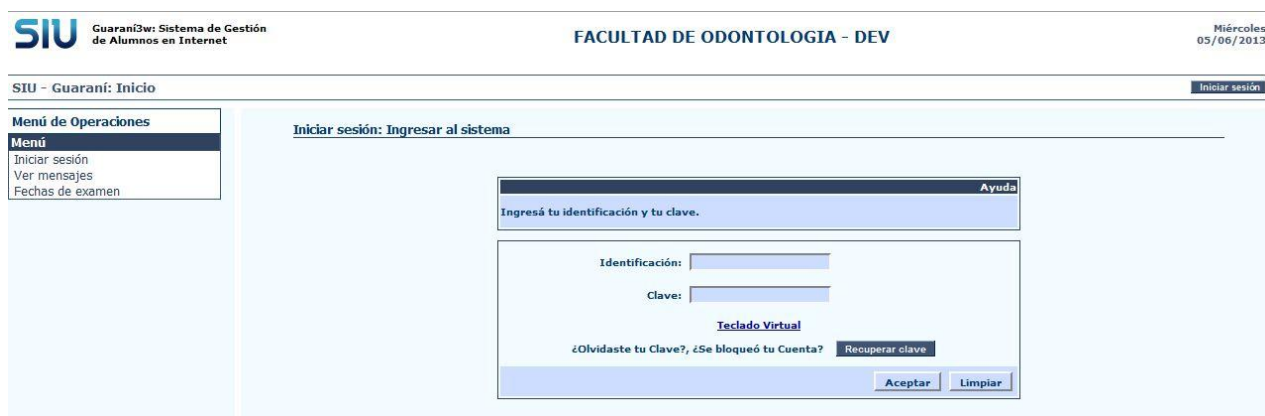 SIU
Guaraní3w: Sistema de Gestión
de Alumnos en Internet
FACULTAD DE ODONTOLOGIA - DEV
Miércoles
05/06/2013
SIU - Guaraní: Inicio
Iniciar sesión
Menú de Operaciones
Menú
Iniciar sesión
Ver mensajes
Fechas de examen
Iniciar sesión: Ingresar al sistema
Ayuda
Ingresá tu identificación y tu clave.
Identificación:
Clave:
Teclado Virtual
¿Olvidaste tu Clave?, ¿Se bloqueó tu Cuenta? Recuperar clave
Aceptar Limpiar